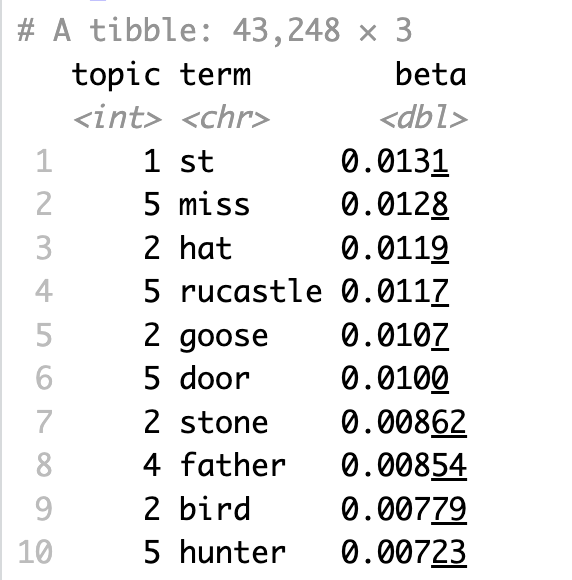 # A tibble: 43,248 × 3
topic term beta
<int> <chr> <dbl>
1 1 st 0.0131
2 5 miss 0.0128
3 2 hat 0.0119
4 5 rucastle 0.0117
5 2 goose 0.0107
6 5 door 0.0100
7 2 stone 0.00862
8 4 father 0.00854
9 2 bird 0.00779
10 5 hunter 0.00723